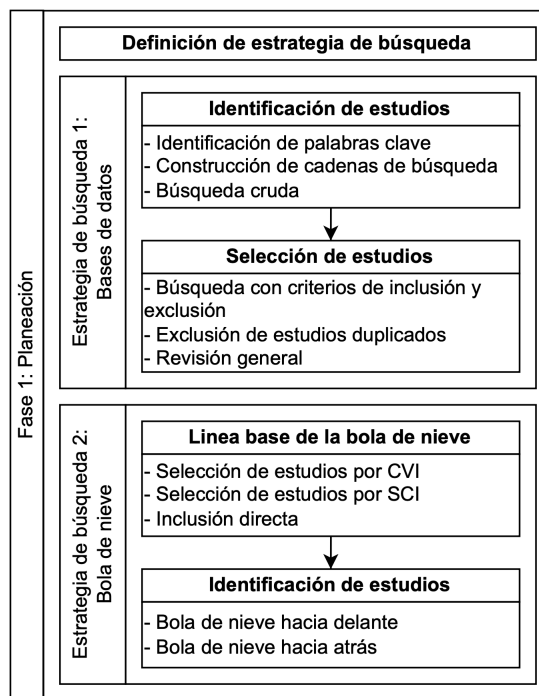 Fase 1: Planeación
Definición de estrategia de búsqueda
Estrategia de búsqueda 1:
Bases de datos
Identificación de estudios
- Identificación de palabras clave
- Construcción de cadenas de búsqueda
- Búsqueda cruda
Selección de estudios
- Búsqueda con criterios de inclusión y
exclusión
- Exclusión de estudios duplicados
- Revisión general
Estrategia de búsqueda 2:
Bola de nieve
Linea base de la bola de nieve
- Selección de estudios por CVI
- Selección de estudios por SCI
- Inclusión directa
Identificación de estudios
- Bola de nieve hacia delante
- Bola de nieve hacia atrás